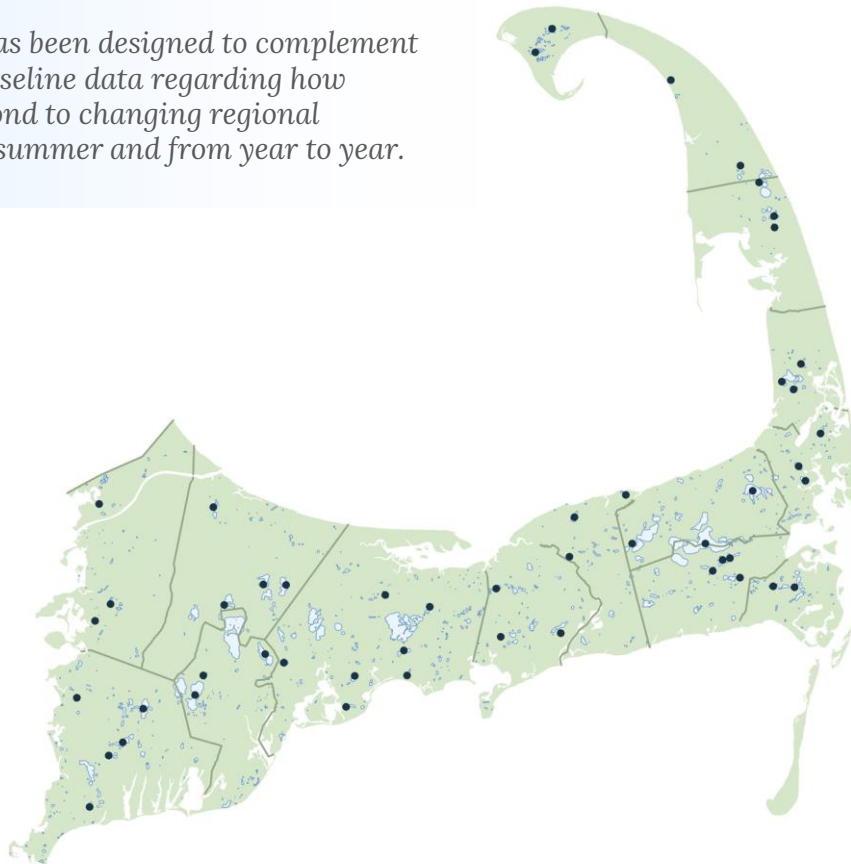 as been designed to complement
seline data regarding how
ond to changing regional
summer and from year to year.